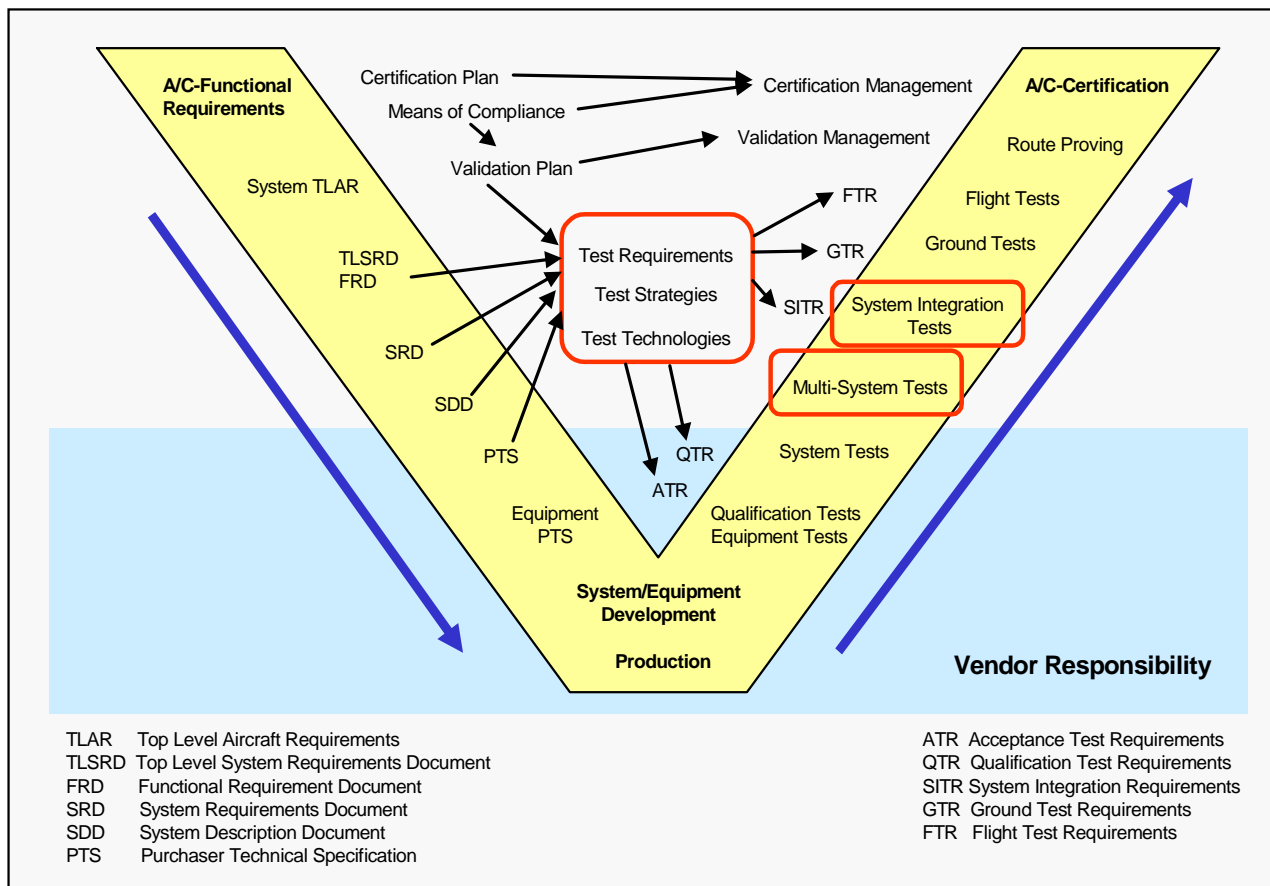 A/C-Functional
Requirements
Certification Plan
Certification Management
A/C-Certification
Means of Compliance
Validation Management
Route Proving
Validation Plan
System TLAR
FTR
Flight Tests
TLSRD
FRD
Test Requirements
Test Strategies
Test Technologies
GTR
Ground Tests
SITR
System Integration
Tests
SRD
Multi-System Tests
SDD
PTS
QTR
System Tests
ATR
Equipment
PTS
Qualification Tests
Equipment Tests
System/Equipment
Development
Production
Vendor Responsibility
TLAR Top Level Aircraft Requirements
TLSRD Top Level System Requirements Document
FRD Functional Requirement Document
SRD System Requirements Document
SDD System Description Document
PTS Purchaser Technical Specification
ATR Acceptance Test Requirements
QTR Qualification Test Requirements
SITR System Integration Requirements
GTR Ground Test Requirements
FTR Flight Test Requirements